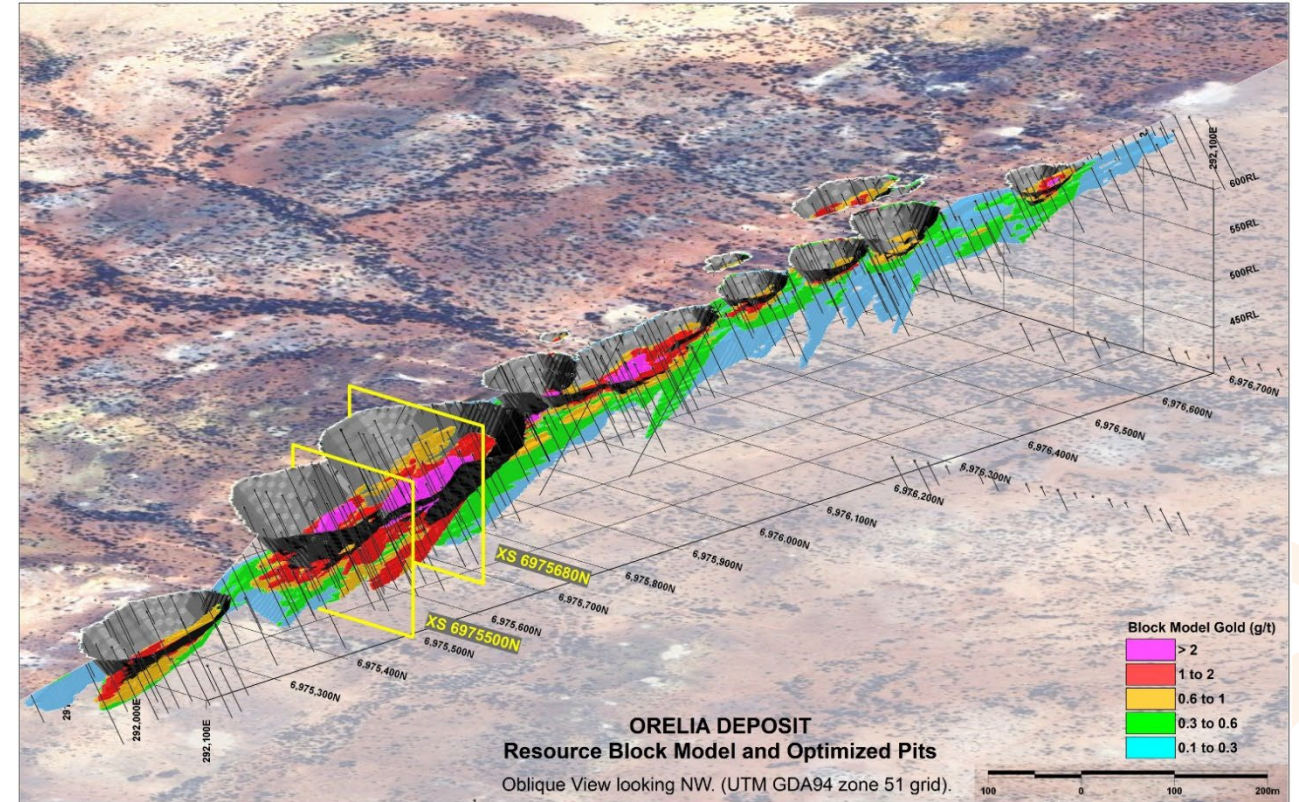 292,100E
600RL
550RL
500RL
450RL
6,976,700N
6,976,600N
6,976,500N
6,976,400N
6,976,300N
6,976,200N
6,976,100N
6,976,000N
6,975,900N
6,975,800N
6,975,700N
6,975,600N
6,975,500N
6,975,400N
6,975,300N
XS 6975680N
XS 6975500N
292,000E
292,100E
Block Model Gold (g/t)
> 2
1 to 2
0.6 to 1
0.3 to 0.6
0.1 to 0.3
ORELIA DEPOSIT
Resource Block Model and Optimized Pits
Oblique View looking NW. (UTM GDA94 zone 51 grid).
100 0 100 200m